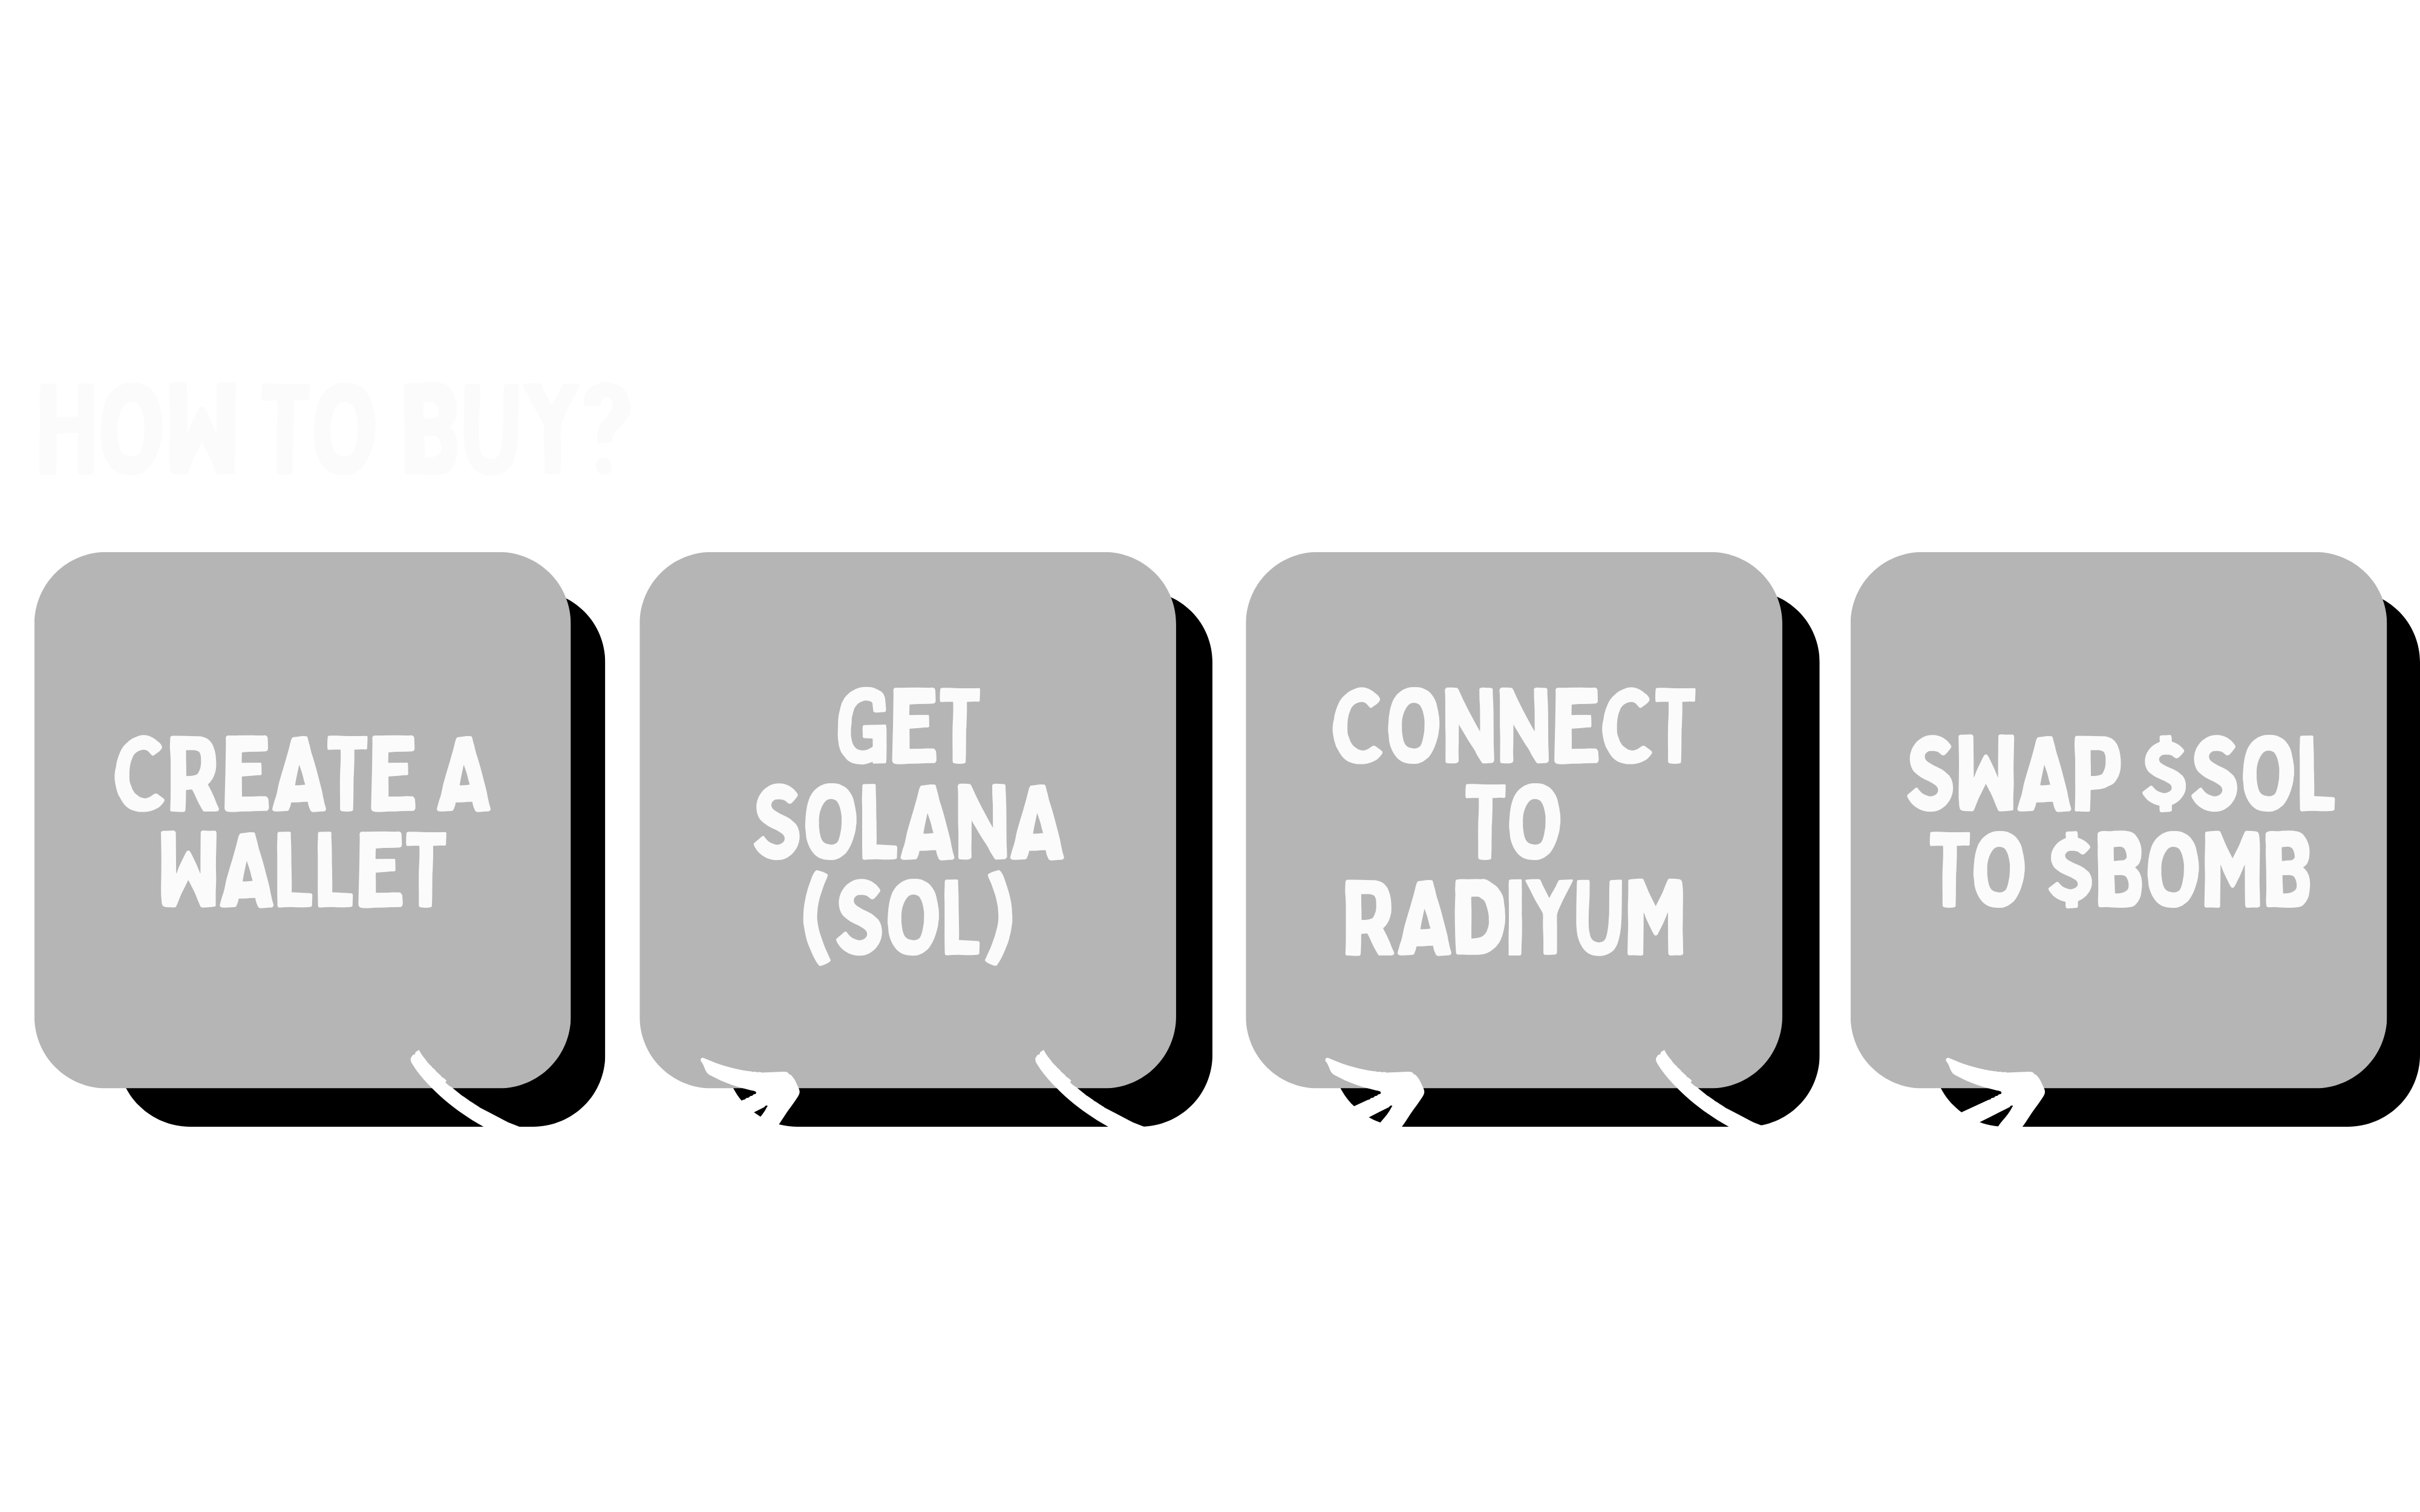 HOW TO BUY?
CREATE A
WALLET
GET
SOLANA
(SOL)
CONNECT
TO
RADIYUM
SWAP $SOL
TO $BOMB